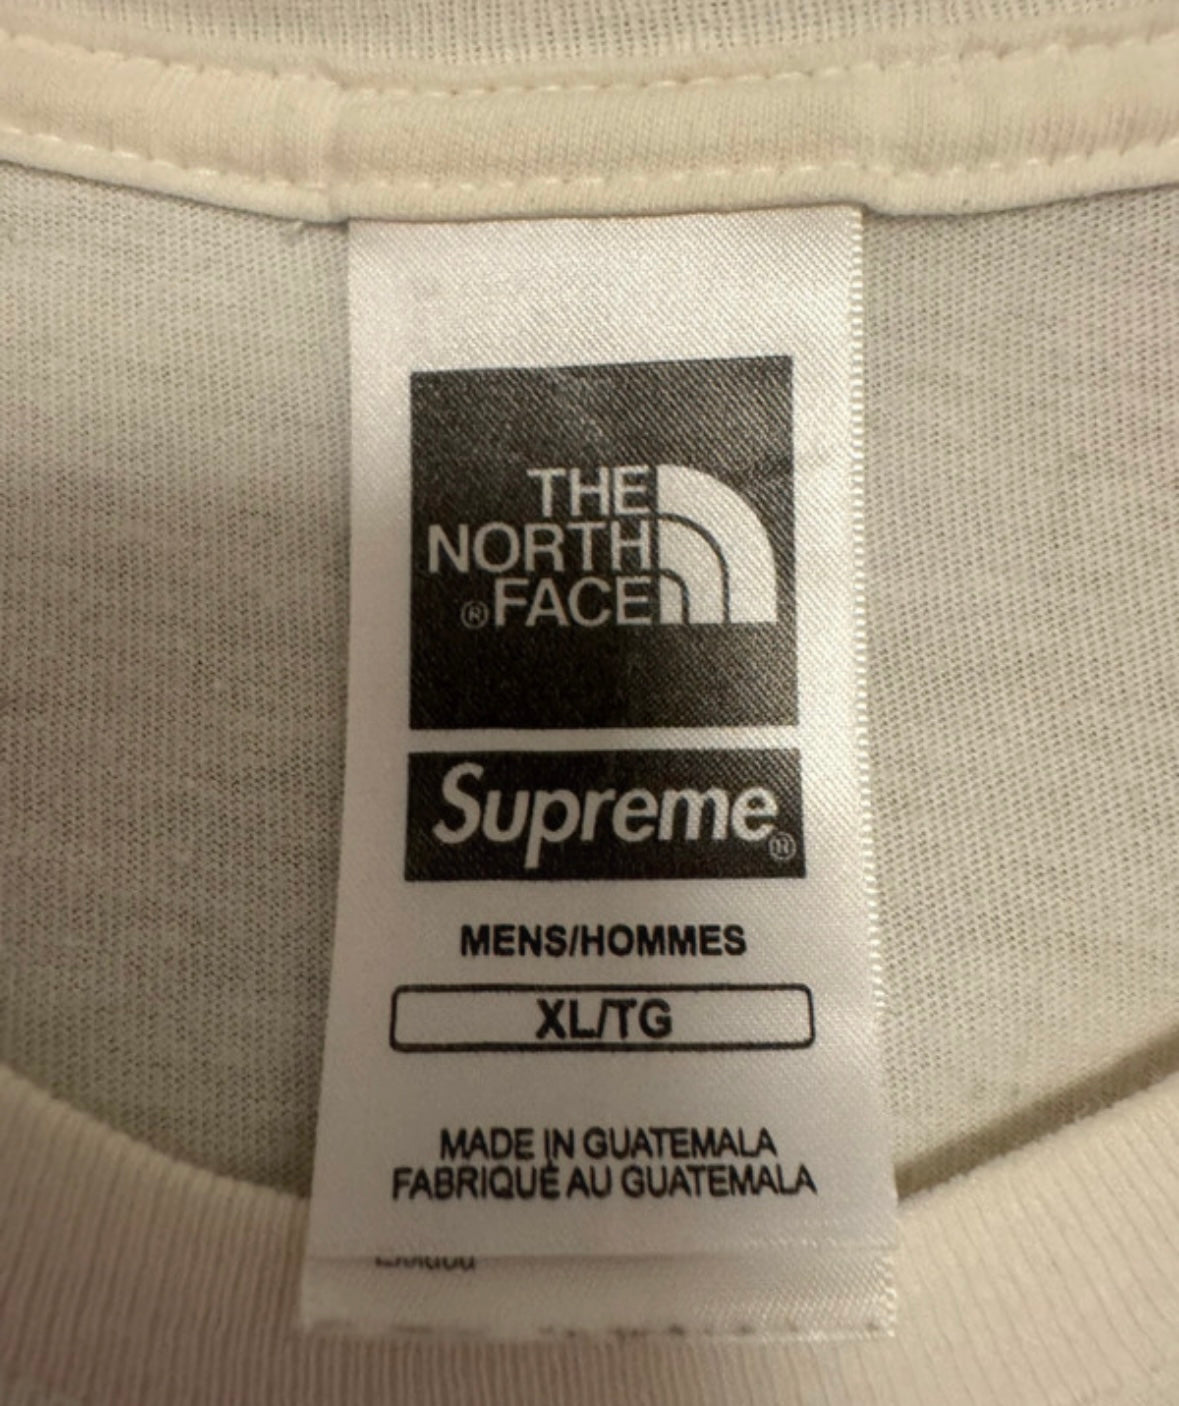 THE
NORTH
®FACE
Supreme®
MENS/HOMMES
XL/TG
MADE IN GUATEMALA
FABRIQUÉ AU GUATEMALA